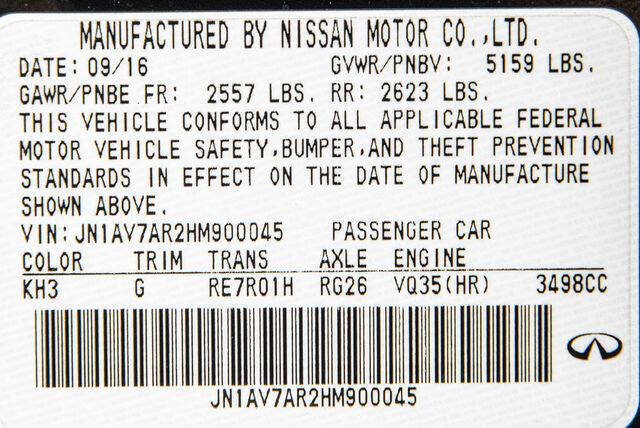 MANUFACTURED BY NISSAN MOTOR CO.,LTD.
DATE: 09/16 GVWR/PNBV: 5159 LBS.
GAWR/PNBE FR: 2557 LBS. RR: 2623 LBS.
THIS VEHICLE CONFORMS TO ALL APPLICABLE FEDERAL
MOTOR VEHICLE SAFETY,BUMPER,AND THEFT PREVENTION
STANDARDS IN EFFECT ON THE DATE OF MANUFACTURE
SHOWN ABOVE.
VIN: JN1AV7AR2HM900045 PASSENGER CAR
COLOR TRIM TRANS AXLE ENGINE
KH3 G RE7R01H RG26 VQ35(HR) 3498CC
JN1AV7AR2HM900045